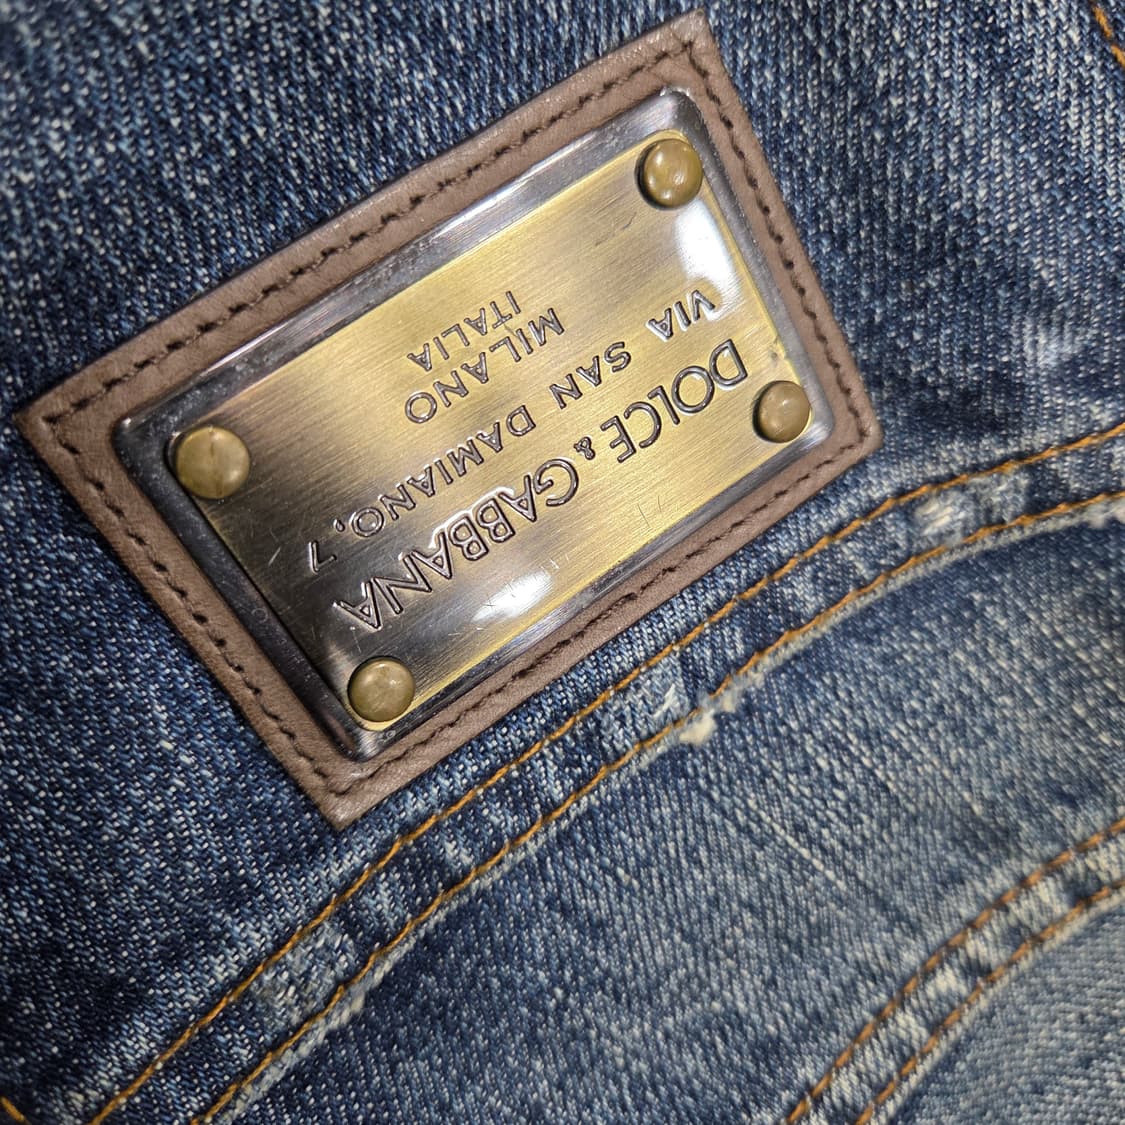 DOLCE & GABBANA
VIA SAN DAMIANO, 7
MILANO
ITALIA